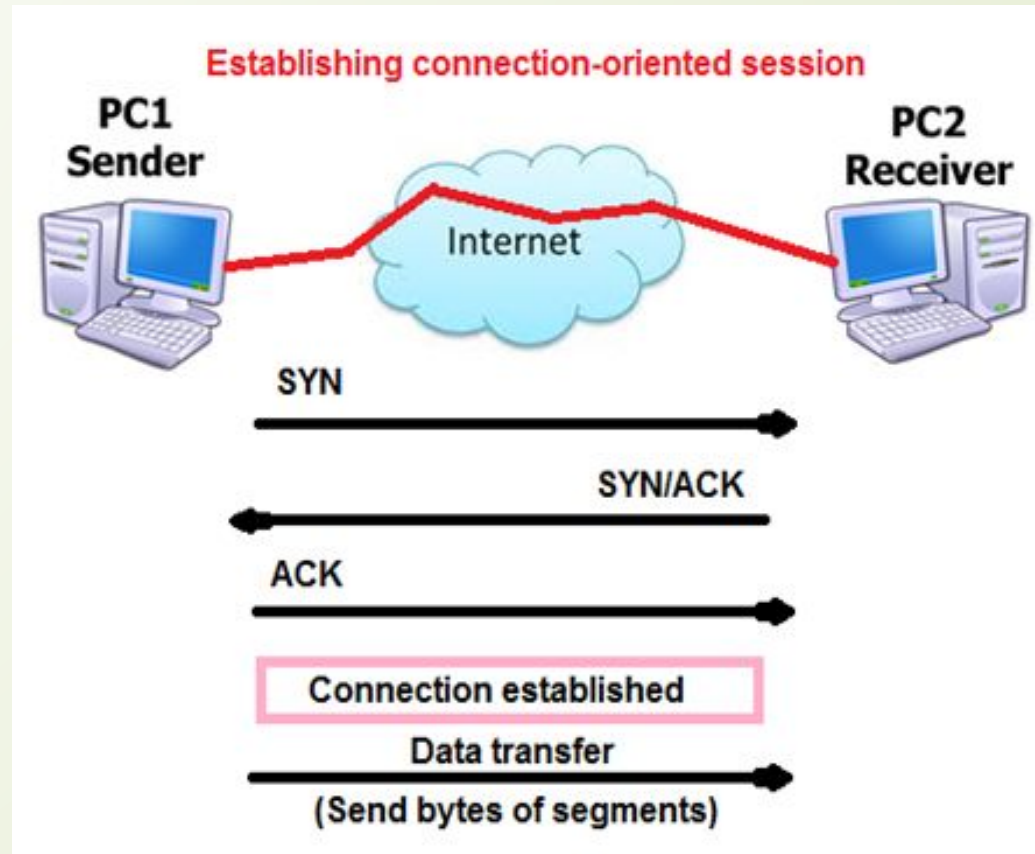 Establishing connection-oriented session
PC1
Sender
PC2
Receiver
Internet
SYN
SYN/ACK
ACK
Connection established
Data transfer
(Send bytes of segments)